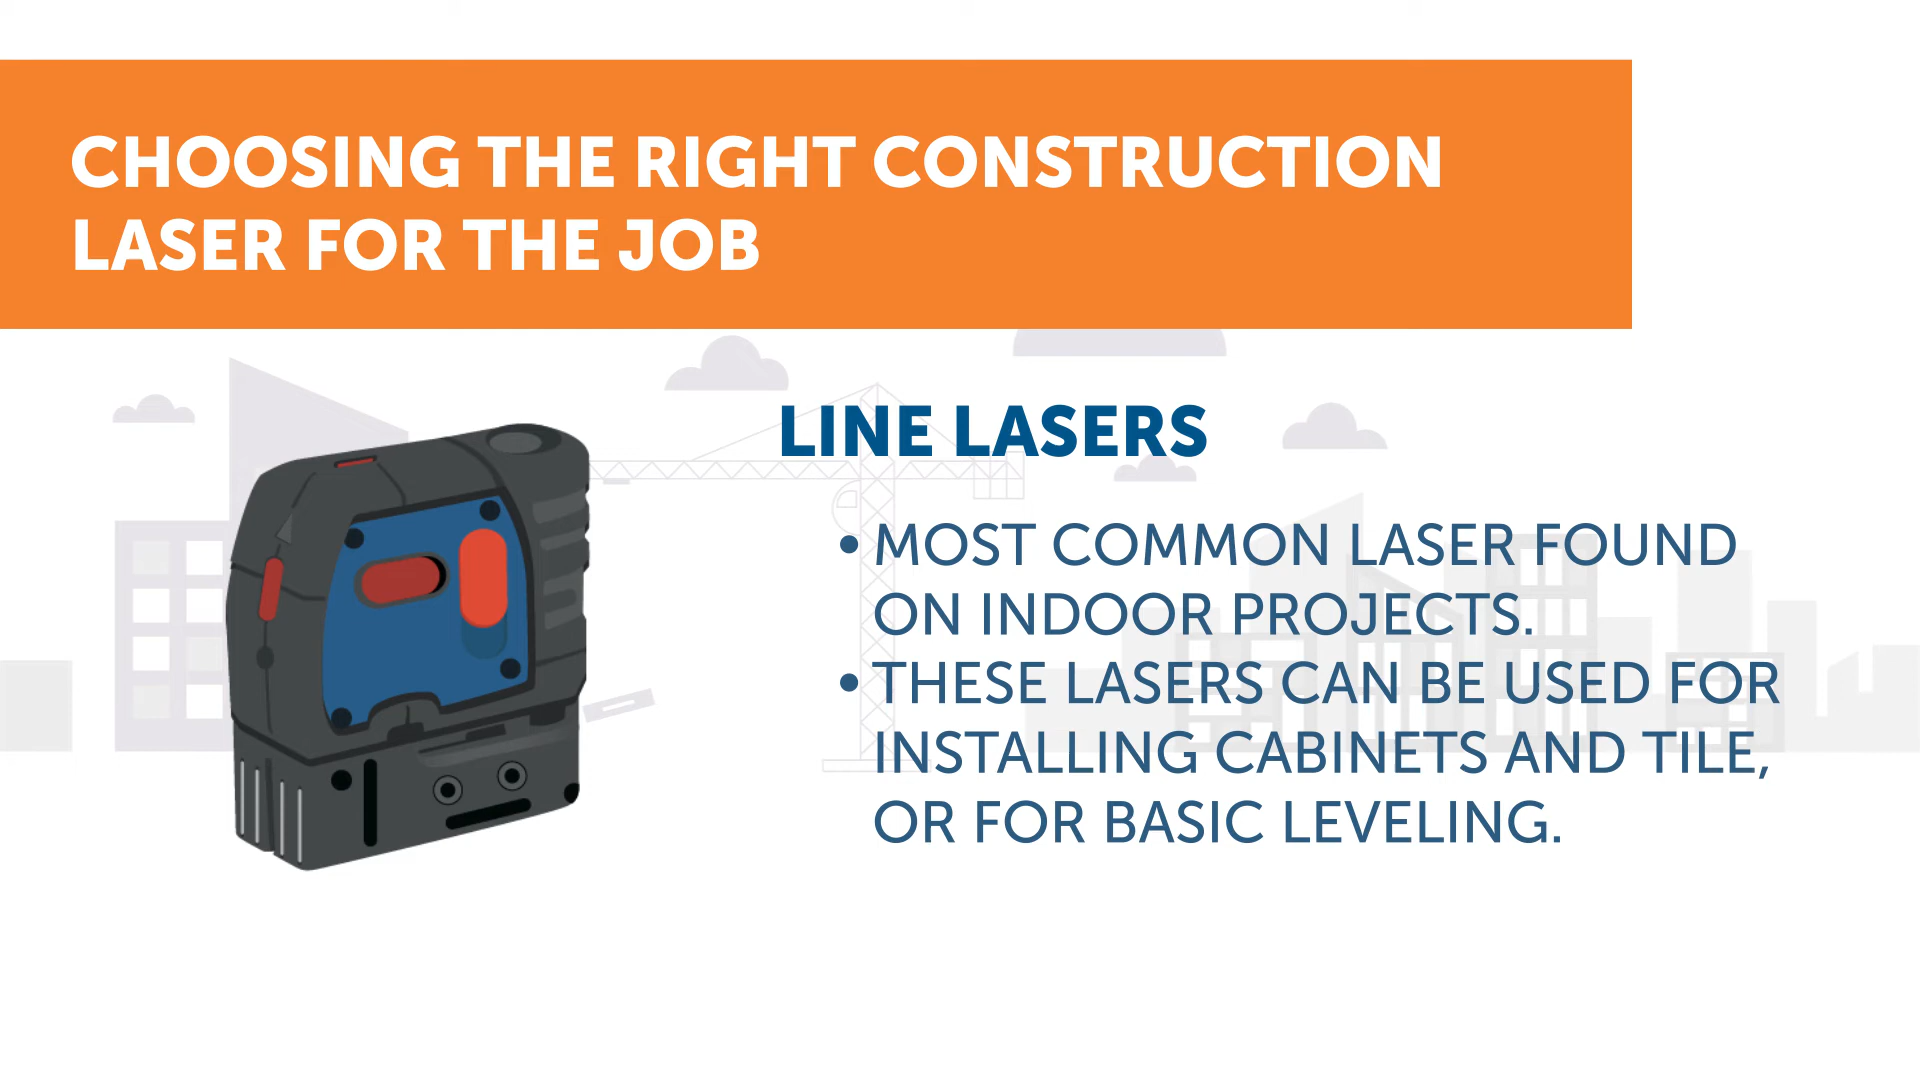 CHOOSING THE RIGHT CONSTRUCTION
LASER FOR THE JOB
LINE LASERS
•MOST COMMON LASER FOUND
ON INDOOR PROJECTS.
•THESE LASERS CAN BE USED FOR
INSTALLING CABINETS AND TILE,
OR FOR BASIC LEVELING.